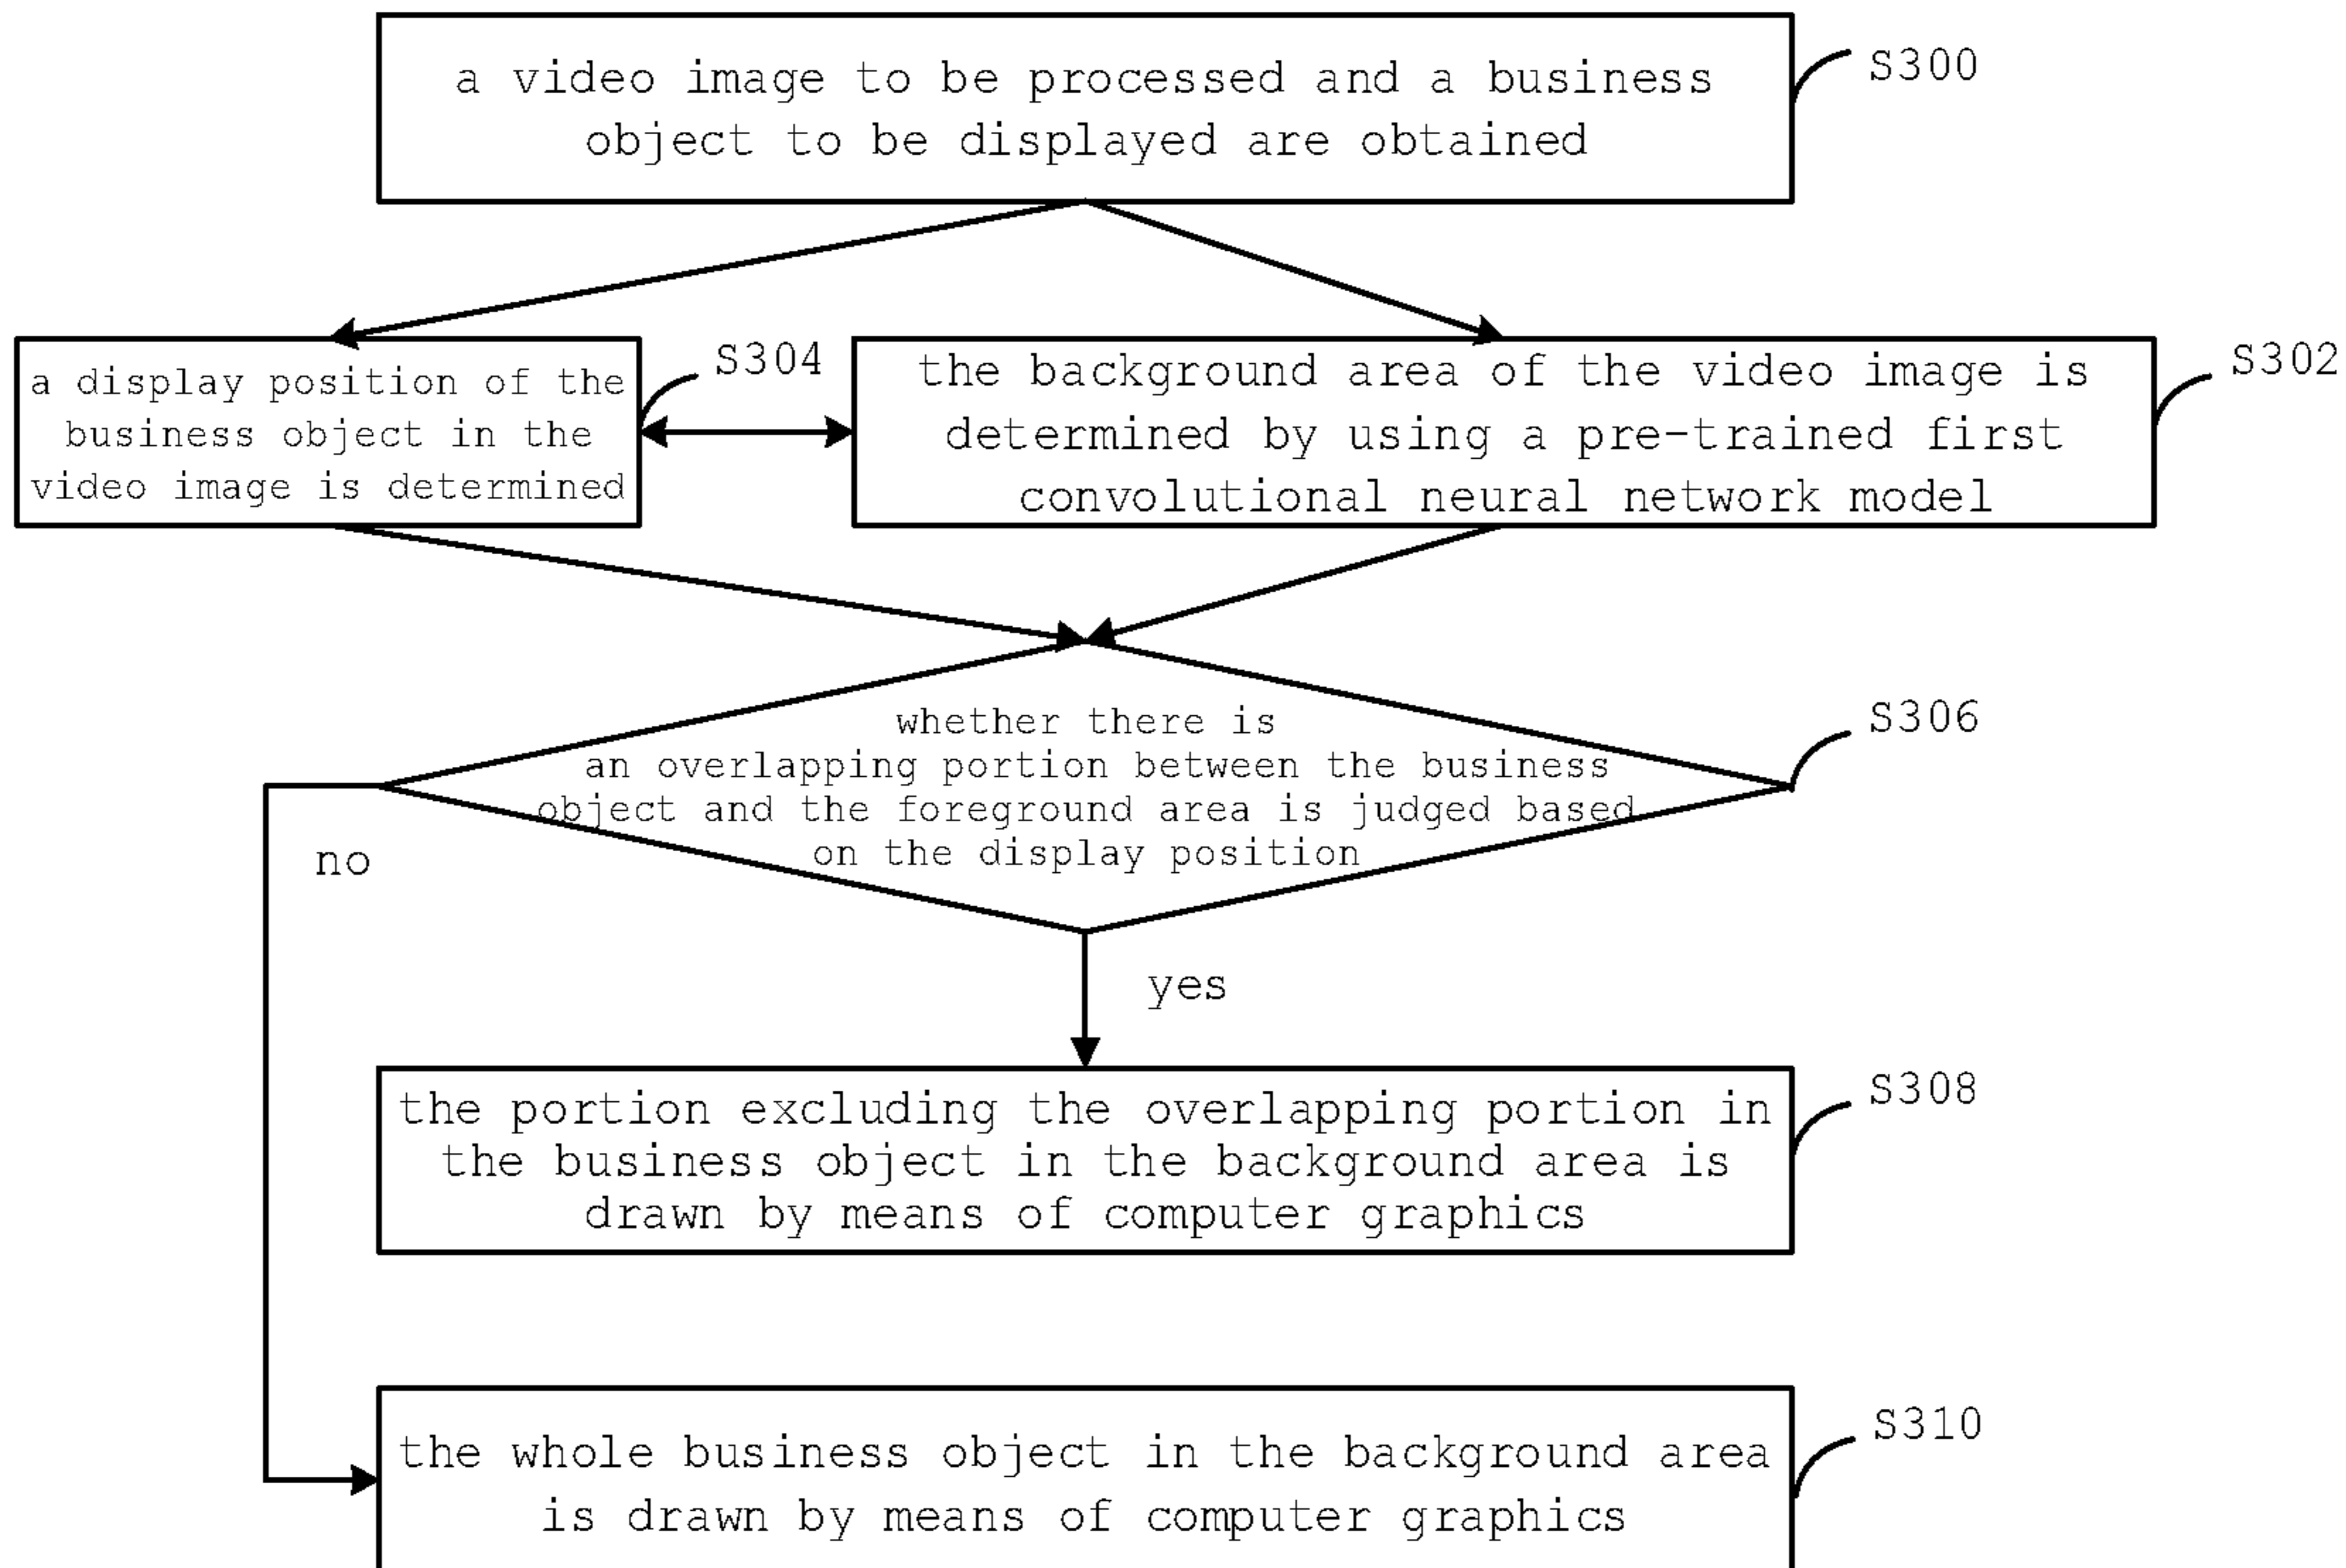 a video image to be processed and a business
object to be displayed are obtained
S300
a display position of the
business object in the
video image is determined
S304
the background area of the video image is
determined by using a pre-trained first
convolutional neural network model
S302
whether there is
an overlapping portion between the business
object and the foreground area is judged based
on the display position
S306
no
yes
the portion excluding the overlapping portion in
the business object in the background area is
drawn by means of computer graphics
S308
the whole business object in the background area
is drawn by means of computer graphics
S310